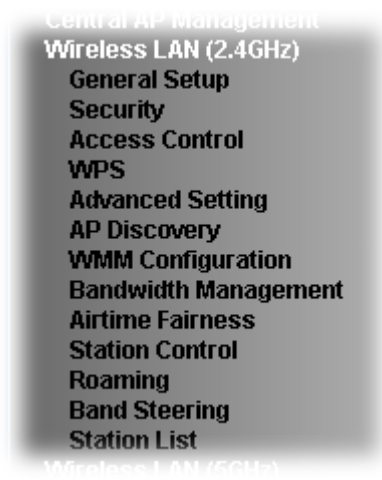 Central AP Management
Wireless LAN (2.4GHz)
General Setup
Security
Access Control
WPS
Advanced Setting
AP Discovery
WMM Configuration
Bandwidth Management
Airtime Fairness
Station Control
Roaming
Band Steering
Station List
Wireless LAN (5GHz)